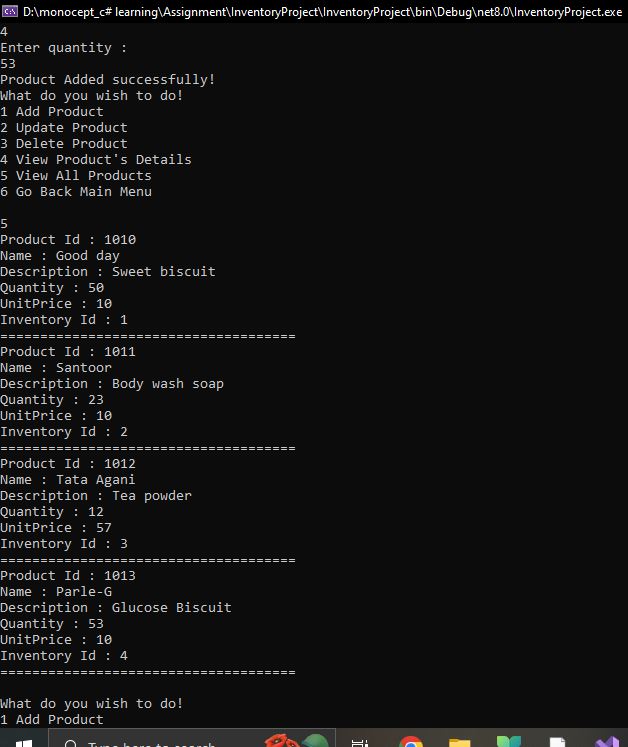 D:\monocept_c# learning\Assignment\InventoryProject\InventoryProject\bin\Debug\net8.0\InventoryProject.exe
4
Enter quantity :
53
Product Added successfully!
What do you wish to do!
1 Add Product
2 Update Product
3 Delete Product
4 View Product's Details
5 View All Products
6 Go Back Main Menu
5
Product Id : 1010
Name : Good day
Description : Sweet biscuit
Quantity : 50
UnitPrice : 10
Inventory Id : 1
=====================================
Product Id : 1011
Name : Santoor
Description : Body wash soap
Quantity : 23
UnitPrice : 10
Inventory Id : 2
=====================================
Product Id : 1012
Name : Tata Agani
Description : Tea powder
Quantity : 12
UnitPrice : 57
Inventory Id : 3
=====================================
Product Id : 1013
Name : Parle-G
Description : Glucose Biscuit
Quantity : 53
UnitPrice : 10
Inventory Id : 4
=====================================
What do you wish to do!
1 Add Product
Type here to search